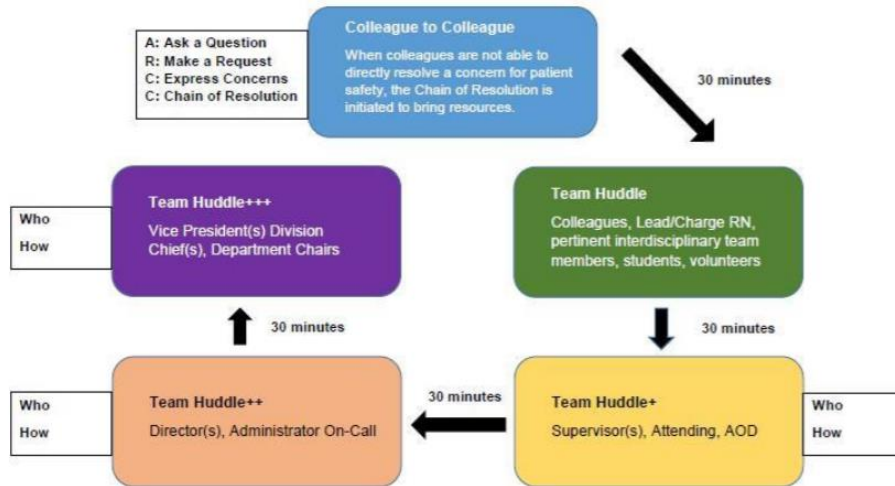 Colleague to Colleague
A: Ask a Question
R: Make a Request
C: Express Concerns
C: Chain of Resolution
When colleagues are not able to
directly resolve a concern for patient
safety, the Chain of Resolution is
initiated to bring resources.
30 minutes
Team Huddle
Colleagues, Lead/Charge RN,
pertinent interdisciplinary team
members, students, volunteers
30 minutes
Team Huddle+
Supervisor(s), Attending, AOD
Who
How
30 minutes
Team Huddle++
Director(s), Administrator On-Call
Who
How
30 minutes
Team Huddle+++
Vice President(s) Division
Chief(s), Department Chairs
Who
How